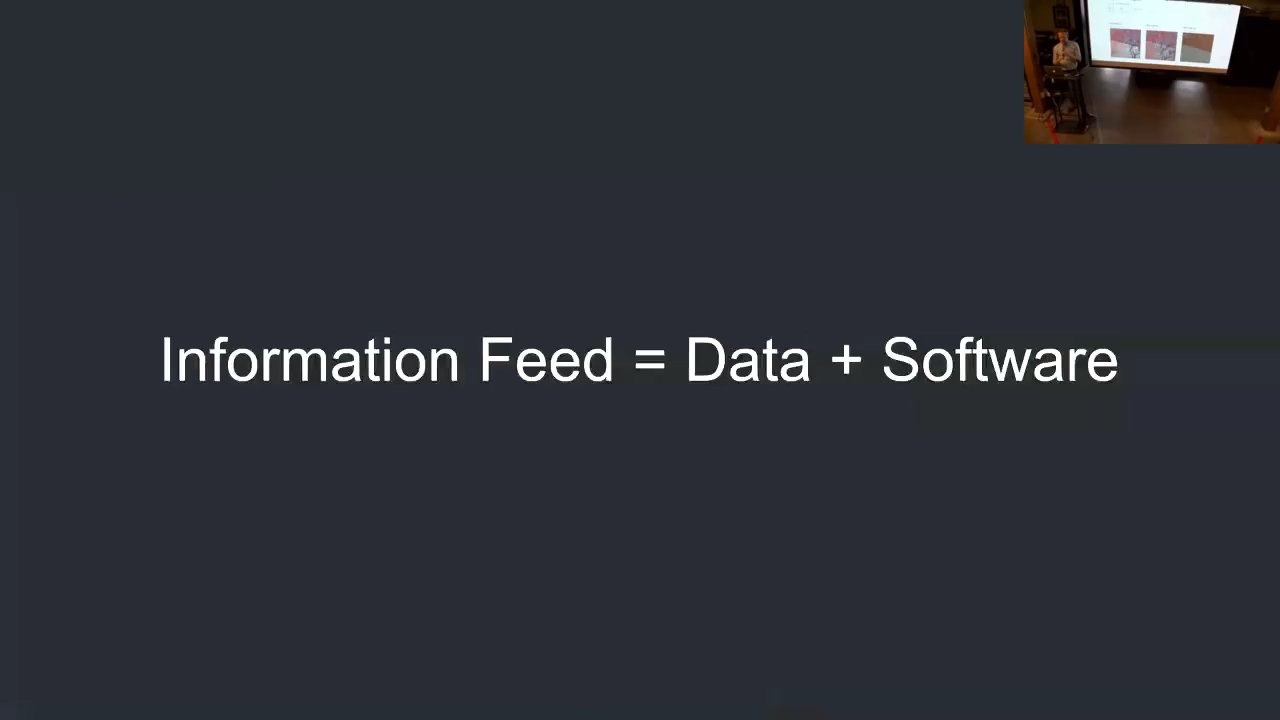 Information Feed = Data + Software